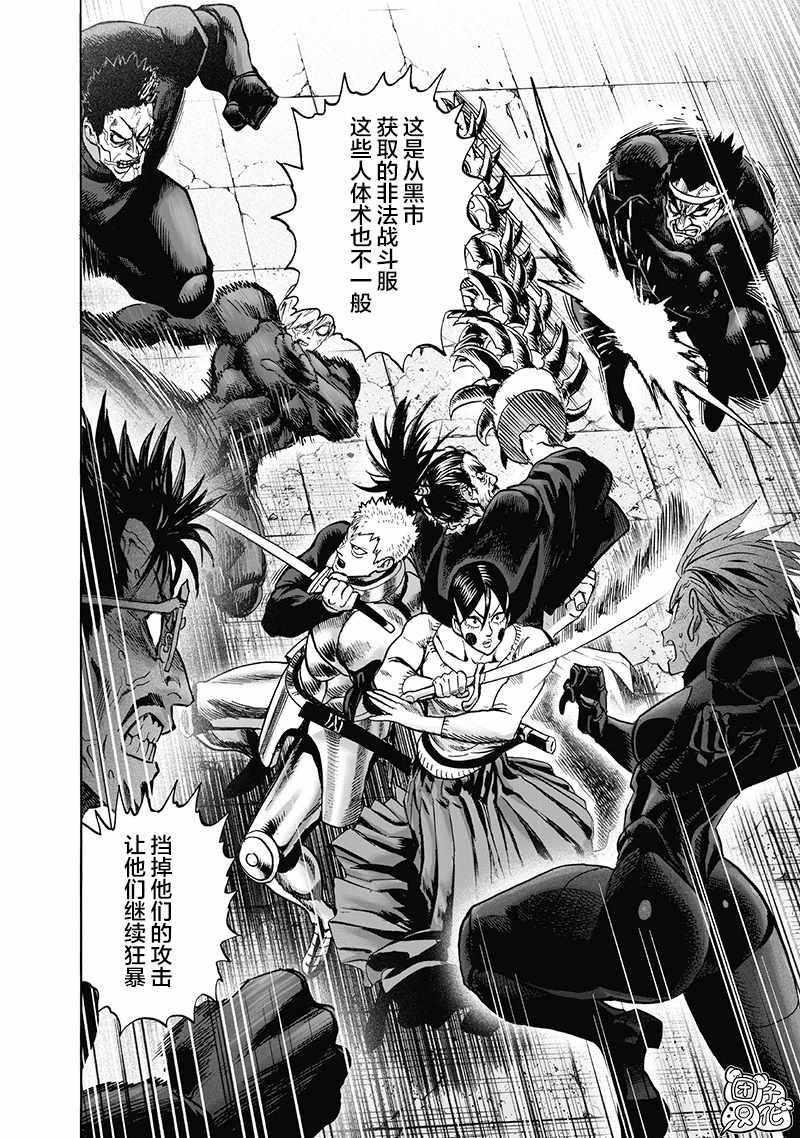 这是从黑市
获取的非法战斗服
这些人体术也不一般
挡掉他们的攻击
让他们继续狂暴